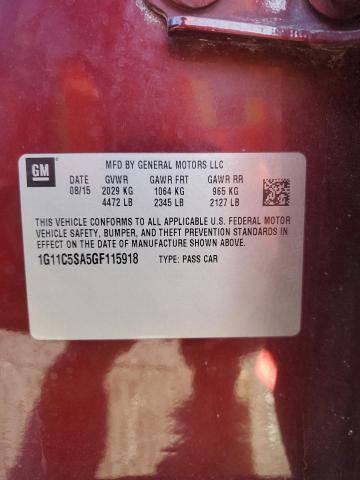 GM
MFD BY GENERAL MOTORS LLC
DATE GVWR GAWR FRT GAWR RR
08/15 2029 KG 1064 KG 965 KG
4472 LB 2345 LB 2127 LB
THIS VEHICLE CONFORMS TO ALL APPLICABLE U.S. FEDERAL MOTOR
VEHICLE SAFETY, BUMPER, AND THEFT PREVENTION STANDARDS IN
EFFECT ON THE DATE OF MANUFACTURE SHOWN ABOVE.
1G11C5SA5GF115918 TYPE: PASS CAR